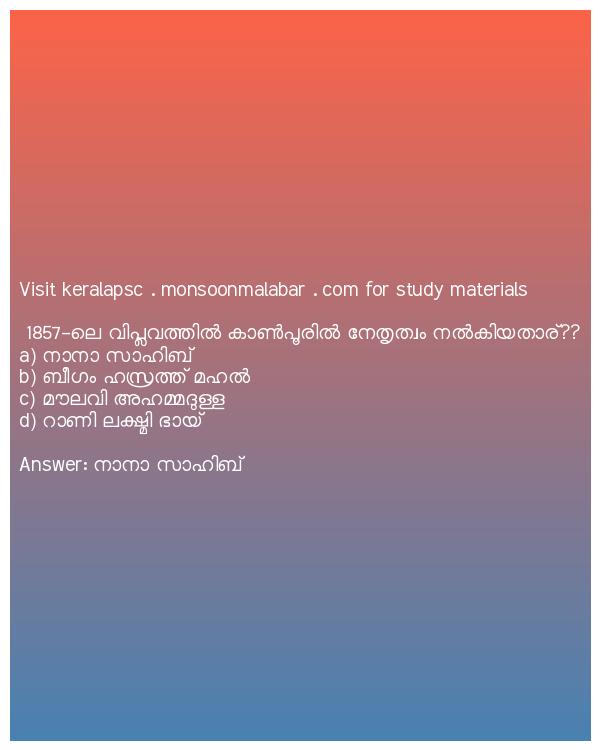 Visit keralapsc . monsoonmalabar . com for study materials
1857-ലെ വിപ്ലവത്തിൽ കാൺപൂരിൽ നേതൃത്വം നൽകിയതാര്??
a) നാനാ സാഹിബ്
b) ബീഗം ഹസ്രത്ത് മഹൽ
c) മൗലവി അഹമ്മദുള്ള
d) റാണി ലക്ഷ്മി ഭായ്
Answer: നാനാ സാഹിബ്